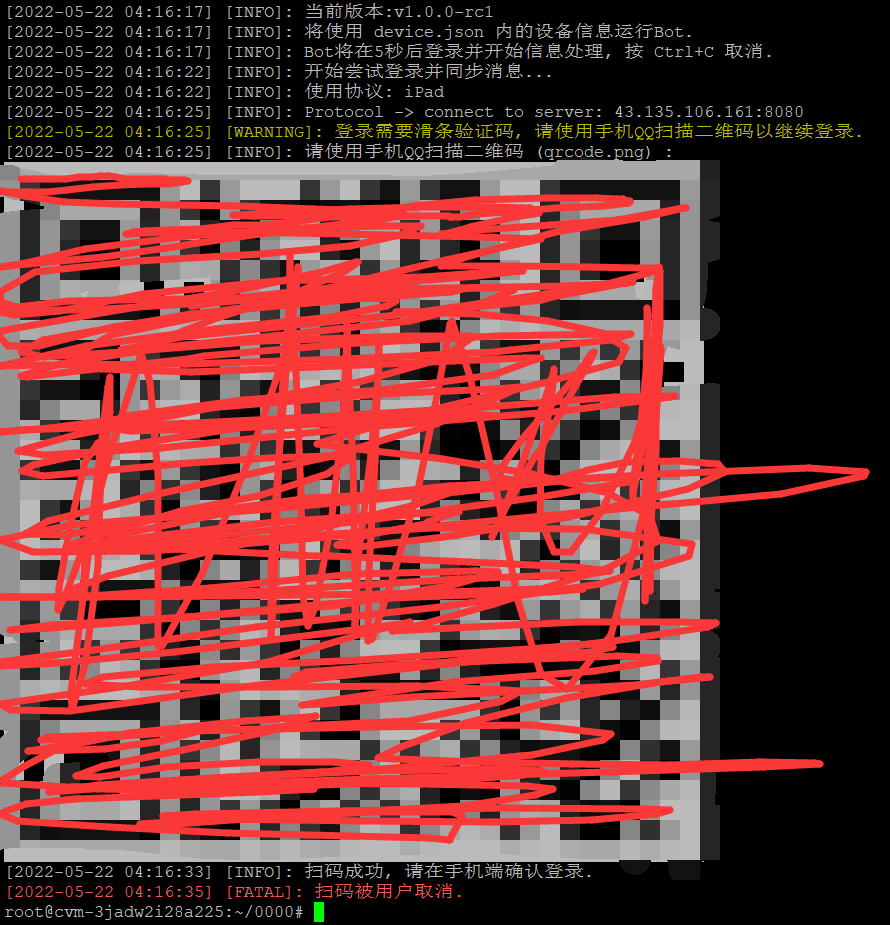 [2022-05-22 04:16:17] [INFO]: 当前版本:v1.0.0-rc1
[2022-05-22 04:16:17] [INFO]: 将使用 device.json 内的设备信息运行Bot.
[2022-05-22 04:16:17] [INFO]: Bot将在5秒后登录并开始信息处理, 按 Ctrl+C 取消.
[2022-05-22 04:16:22] [INFO]: 开始尝试登录并同步消息...
[2022-05-22 04:16:22] [INFO]: 使用协议: iPad
[2022-05-22 04:16:25] [INFO]: Protocol -> connect to server: 43.135.106.161:8080
[2022-05-22 04:16:25] [WARNING]: 登录需要滑条验证码, 请使用手机QQ扫描二维码以继续登录.
[2022-05-22 04:16:25] [INFO]: 请使用手机QQ扫描二维码 (qrcode.png) :
[2022-05-22 04:16:33] [INFO]: 扫码成功, 请在手机端确认登录.
[2022-05-22 04:16:35] [FATAL]: 扫码被用户取消.
root@cvm-3jadw2i28a225:~/0000#